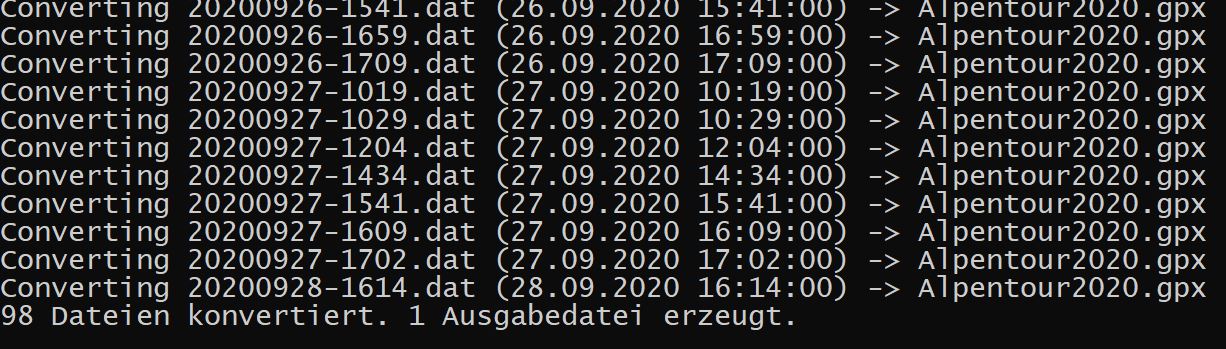 Converting 20200926-1541.dat (26.09.2020 15:41:00) -> Alpentour2020.gpx
Converting 20200926-1659.dat (26.09.2020 16:59:00) -> Alpentour2020.gpx
Converting 20200926-1709.dat (26.09.2020 17:09:00) -> Alpentour2020.gpx
Converting 20200927-1019.dat (27.09.2020 10:19:00) -> Alpentour2020.gpx
Converting 20200927-1029.dat (27.09.2020 10:29:00) -> Alpentour2020.gpx
Converting 20200927-1204.dat (27.09.2020 12:04:00) -> Alpentour2020.gpx
Converting 20200927-1434.dat (27.09.2020 14:34:00) -> Alpentour2020.gpx
Converting 20200927-1541.dat (27.09.2020 15:41:00) -> Alpentour2020.gpx
Converting 20200927-1609.dat (27.09.2020 16:09:00) -> Alpentour2020.gpx
Converting 20200927-1702.dat (27.09.2020 17:02:00) -> Alpentour2020.gpx
Converting 20200928-1614.dat (28.09.2020 16:14:00) -> Alpentour2020.gpx
98 Dateien konvertiert. 1 Ausgabedatei erzeugt.